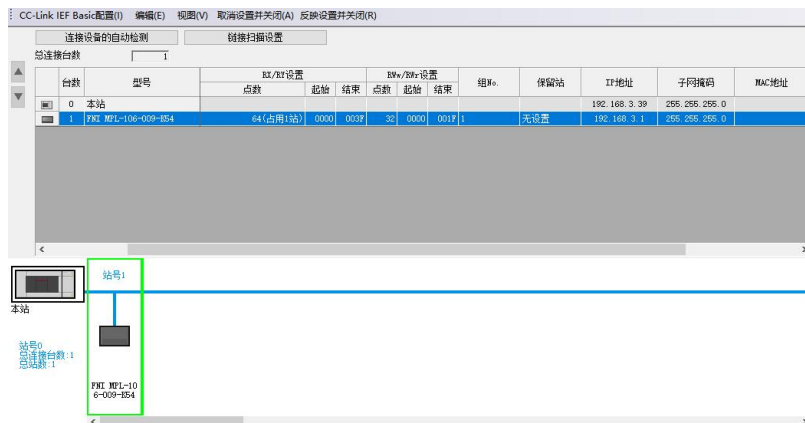 CC-Link IEF Basic配置(I) 编辑(E) 视图(V) 取消设置并关闭(A) 反映设置并关闭(R)
连接设备的自动检测 链接扫描设置
总连接台数 1
台数 型号 RX/RY设置 RWw/RWr设置 组No. 保留站 IP地址 子网掩码 MAC地址
点数 起始 结束 点数 起始 结束
0 本站 192.168.3.39 255.255.255.0
1 FNI MPL-106-009-K54 64(占用1站) 0000 003F 32 0000 001F 1 无设置 192.168.3.1 255.255.255.0
站号1
本站
站号0
总连接台数:1
总站数:1
FNI MPL-10
6-009-K54